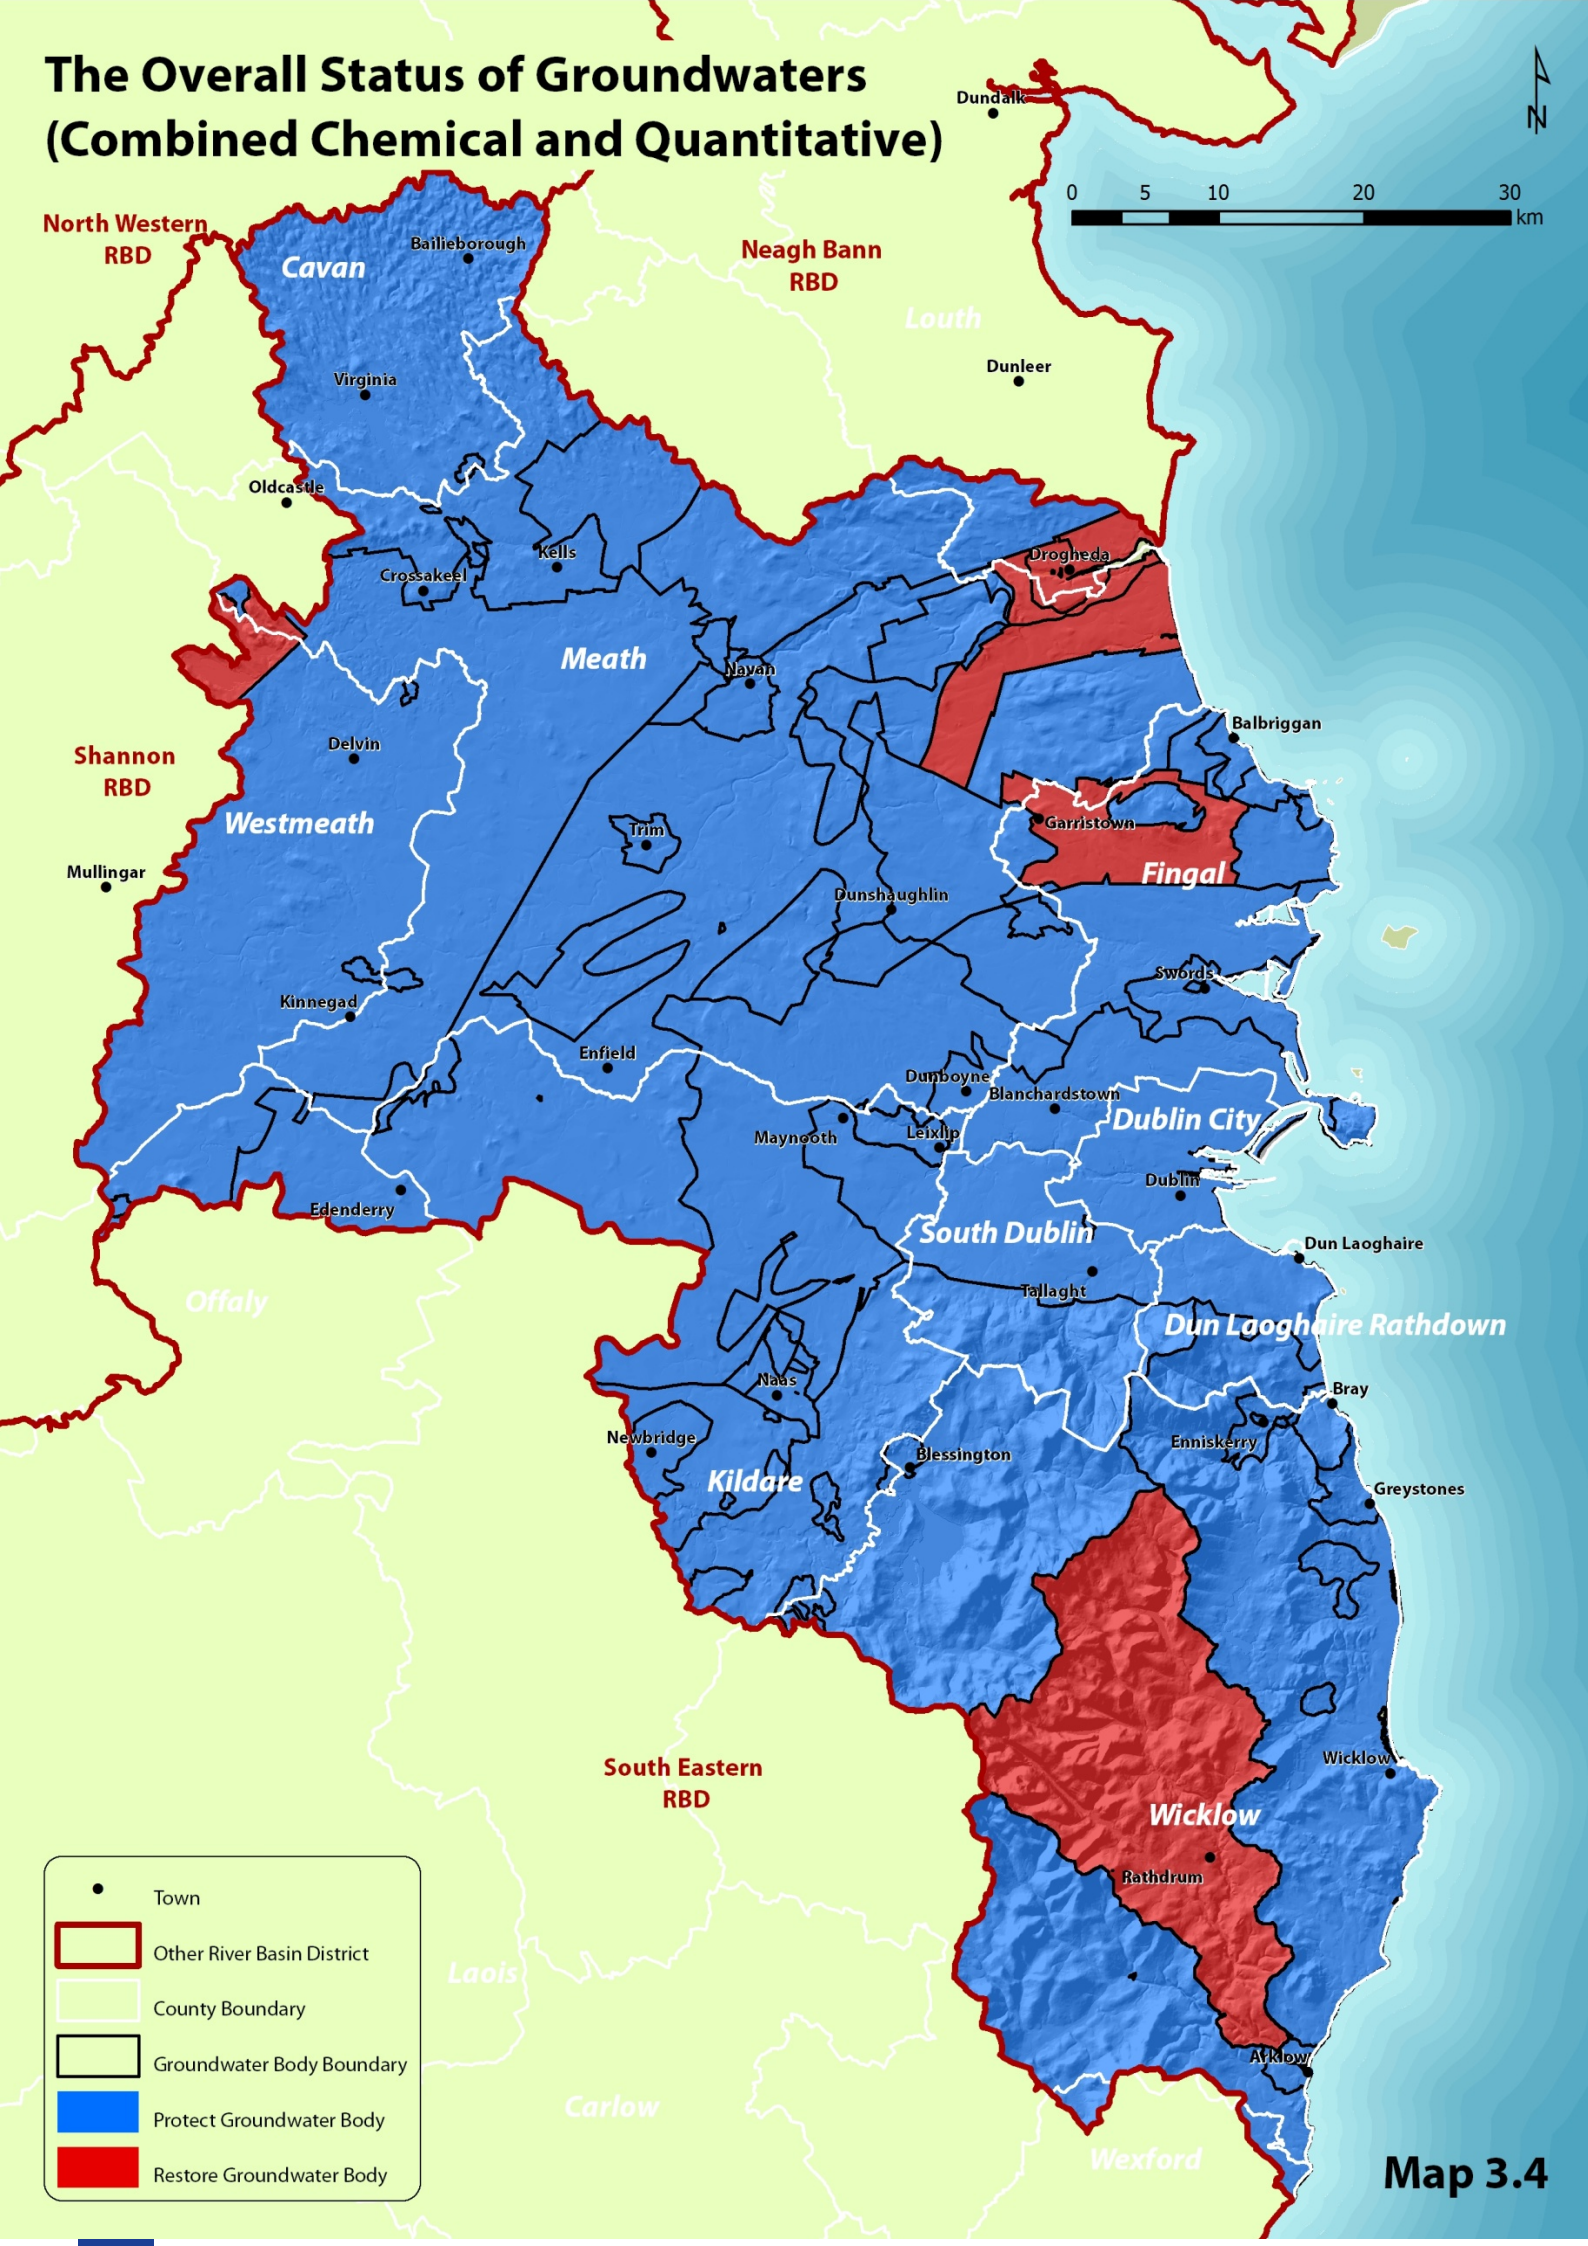 The Overall Status of Groundwaters
(Combined Chemical and Quantitative)
Dundalk
N
0 5 10 20 30
km
North Western
RBD
Bailieborough
Cavan
Neagh Bann
RBD
Louth
Dunleer
Virginia
Oldcastle
Kells
Drogheda
Crossakeel
Meath
Navan
Balbriggan
Delvin
Shannon
RBD
Westmeath
Trim
Garristown
Fingal
Mullingar
Dunshaughlin
Swords
Kinnegad
Enfield
Dunboyne
Blanchardstown
Dublin City
Maynooth
Leixlip
Dublin
Edenderry
South Dublin
Dun Laoghaire
Tallaght
Offaly
Dun Laoghaire Rathdown
Naas
Bray
Newbridge
Enniskerry
Blessington
Kildare
Greystones
South Eastern
RBD
Wicklow
Wicklow
Rathdrum
Laois
Arklow
Carlow
Wexford
Town
Other River Basin District
County Boundary
Groundwater Body Boundary
Protect Groundwater Body
Restore Groundwater Body
Map 3.4